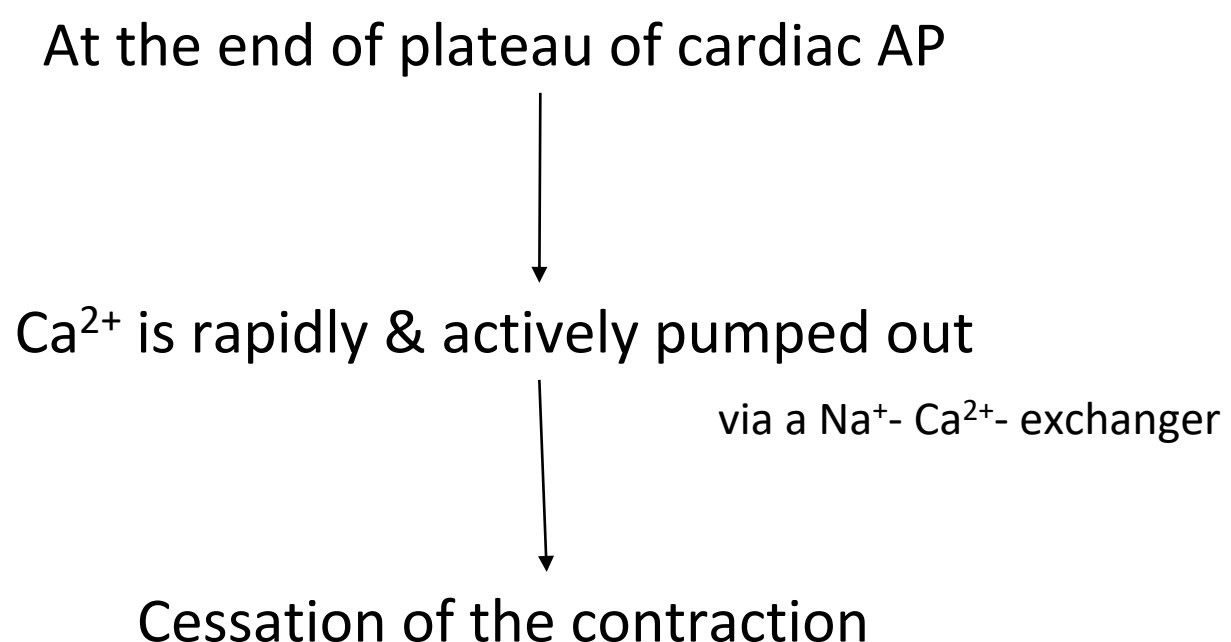 At the end of plateau of cardiac AP
Ca²⁺ is rapidly & actively pumped out
via a Na⁺- Ca²⁺- exchanger
Cessation of the contraction